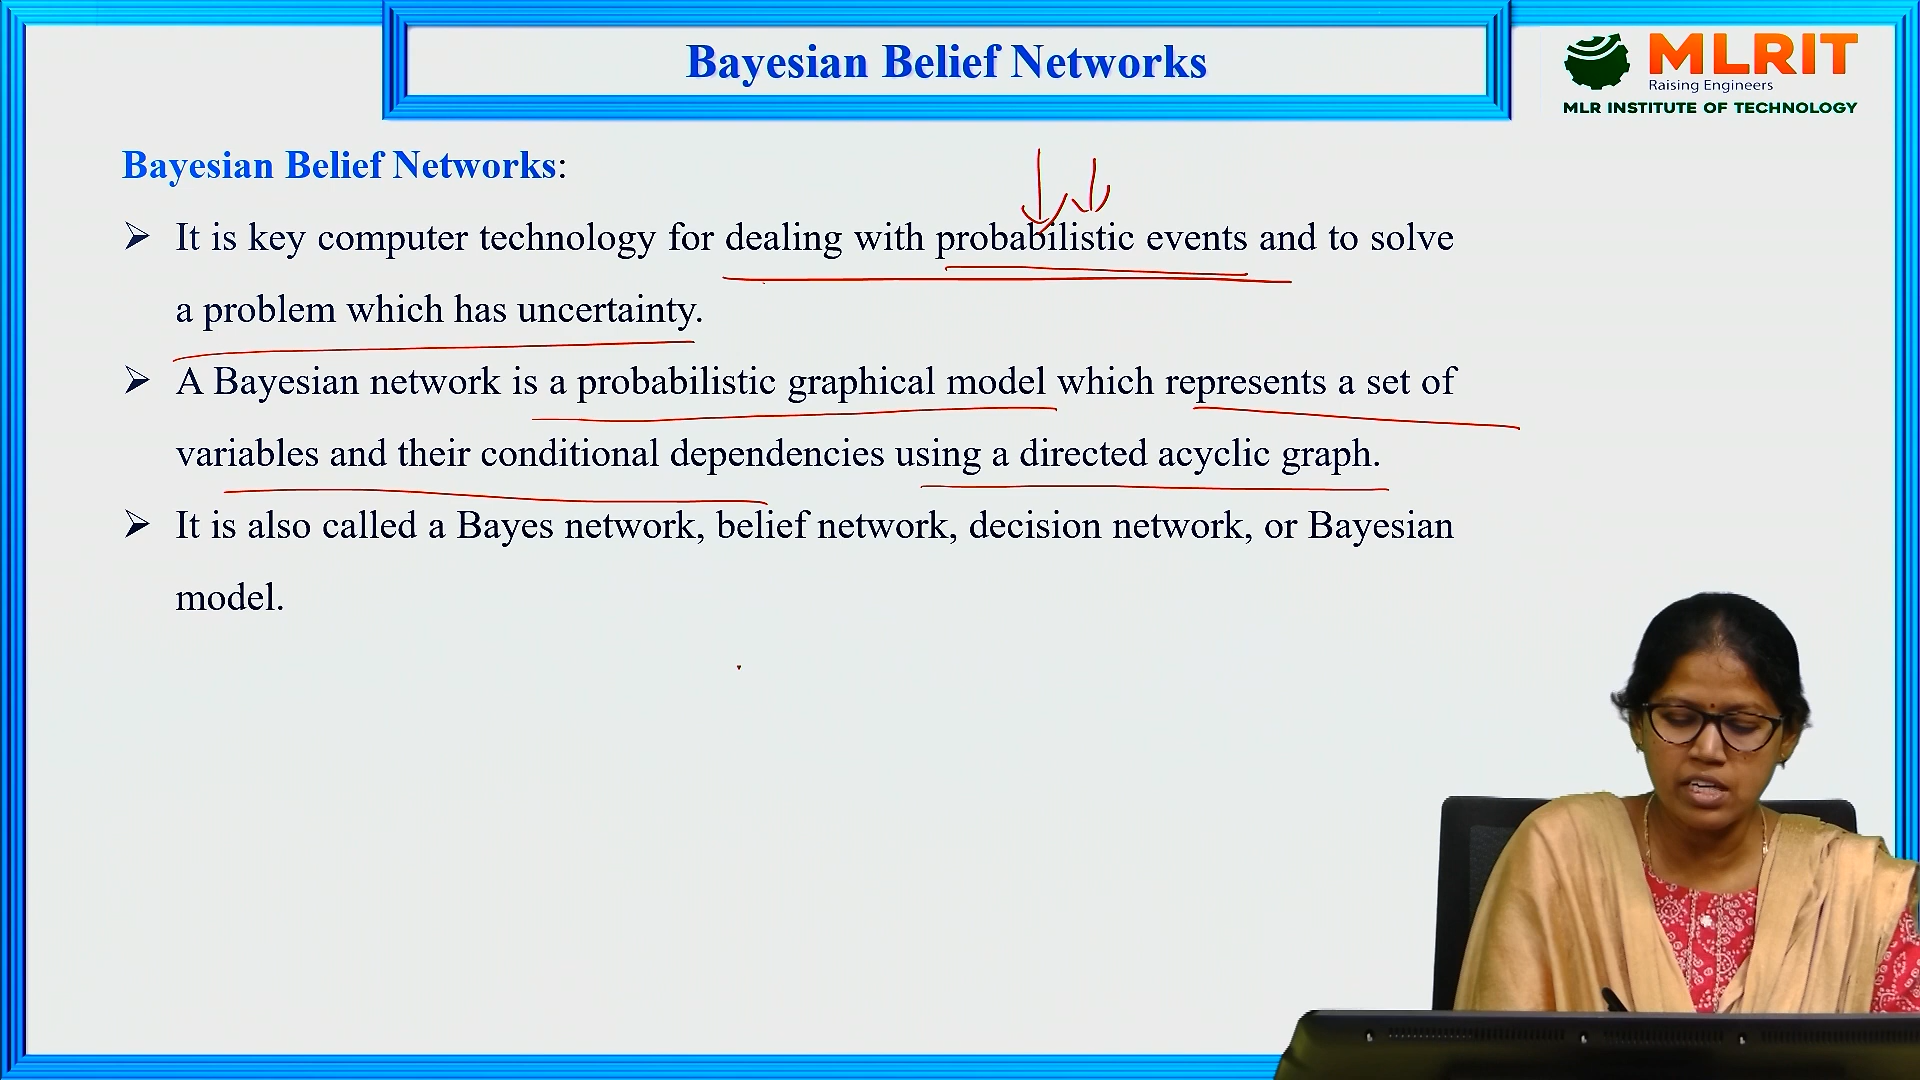 Bayesian Belief Networks
MLRIT
Raising Engineers
MLR INSTITUTE OF TECHNOLOGY
Bayesian Belief Networks:
➢ It is key computer technology for dealing with probabilistic events and to solve
a problem which has uncertainty.
➢ A Bayesian network is a probabilistic graphical model which represents a set of
variables and their conditional dependencies using a directed acyclic graph.
➢ It is also called a Bayes network, belief network, decision network, or Bayesian
model.